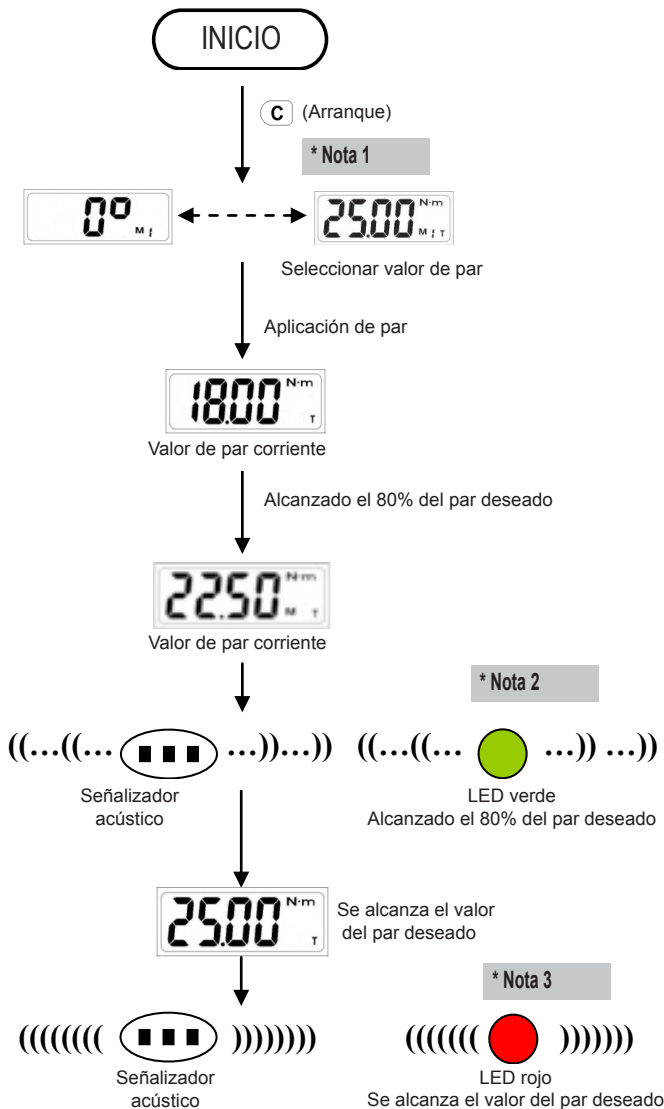 INICIO
C (Arranque)
* Nota 1
0° M 1
25.00 N·m M 1 T
Seleccionar valor de par
Aplicación de par
18.00 N·m T
Valor de par corriente
Alcanzado el 80% del par deseado
22.50 N·m M T
Valor de par corriente
* Nota 2
((…((… ■ ■ ■ …))…)) ((…((… …)) …))
Señalizador
acústico
LED verde
Alcanzado el 80% del par deseado
25.00 N·m T
Se alcanza el valor
del par deseado
* Nota 3
(((((((( ■ ■ ■ )))))))) ((((((( )))))))
Señalizador
acústico
LED rojo
Se alcanza el valor del par deseado